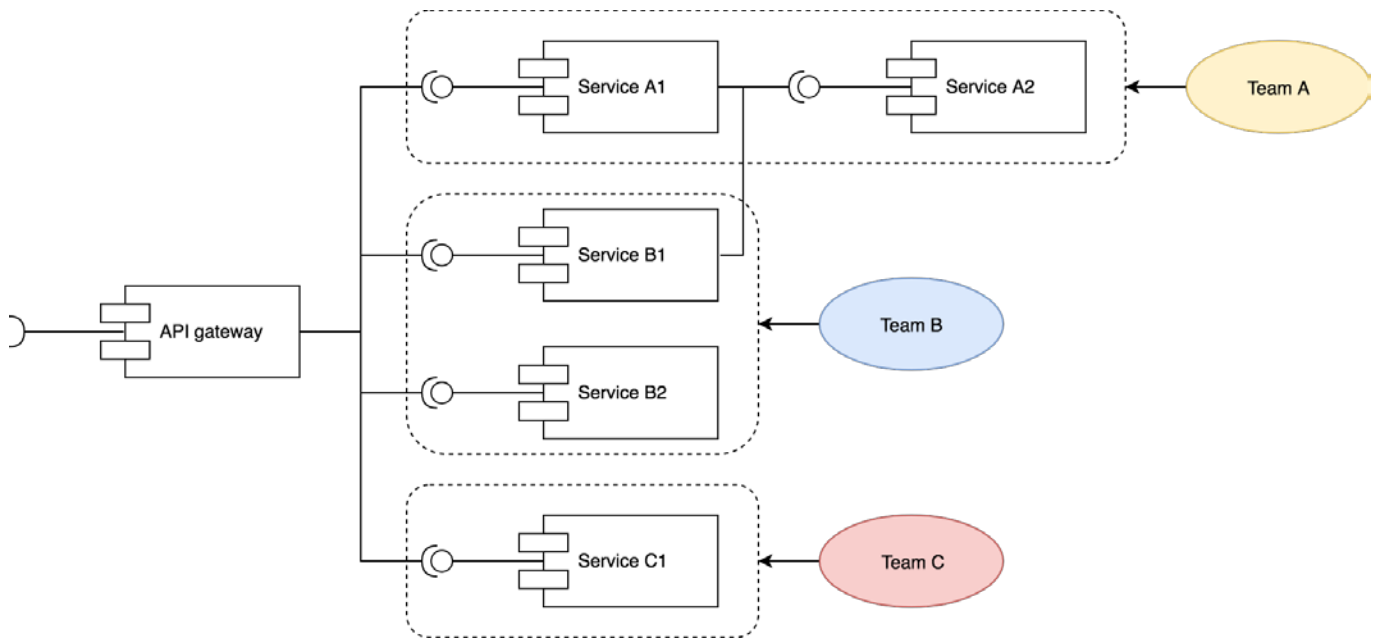 Service A1
Service A2
Team A
Service B1
API gateway
Team B
Service B2
Service C1
Team C